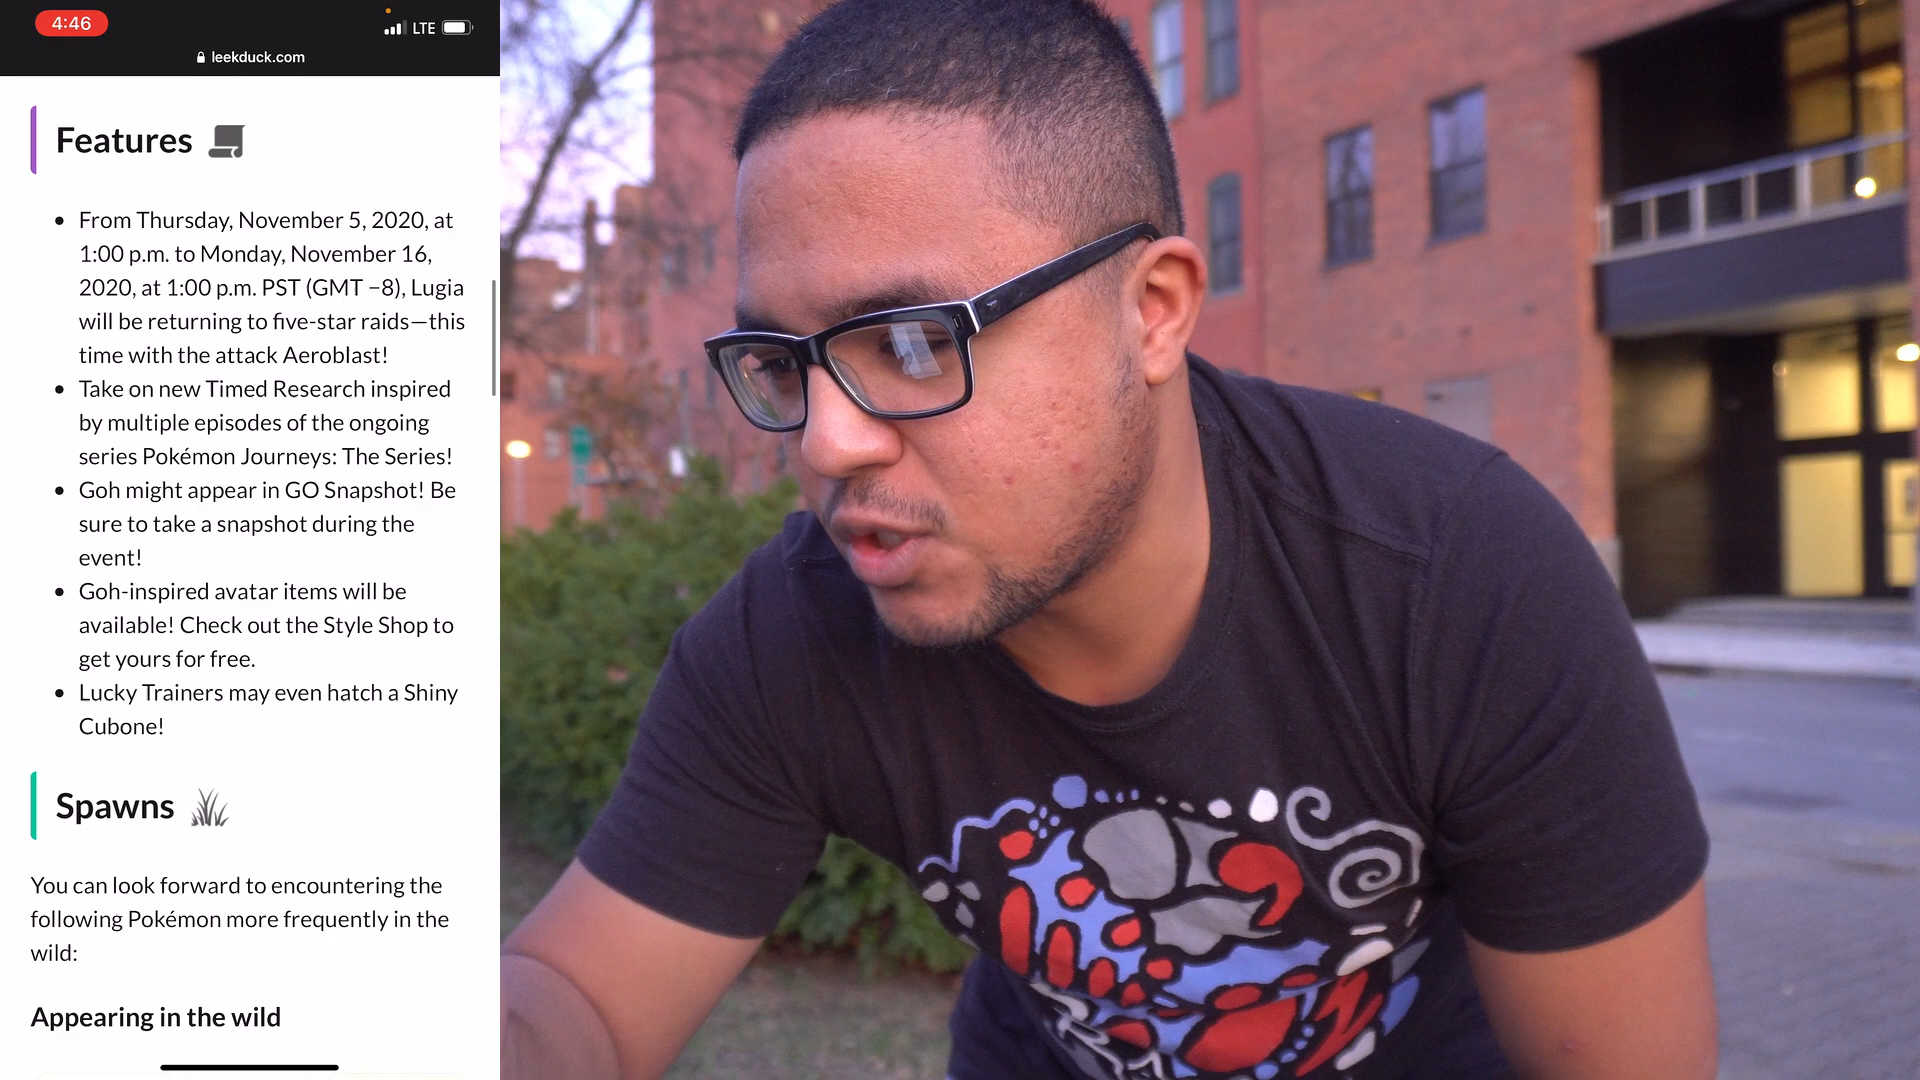 4:46
LTE
leekduck.com
Features
• From Thursday, November 5, 2020, at
1:00 p.m. to Monday, November 16,
2020, at 1:00 p.m. PST (GMT −8), Lugia
will be returning to five-star raids—this
time with the attack Aeroblast!
• Take on new Timed Research inspired
by multiple episodes of the ongoing
series Pokémon Journeys: The Series!
• Goh might appear in GO Snapshot! Be
sure to take a snapshot during the
event!
• Goh-inspired avatar items will be
available! Check out the Style Shop to
get yours for free.
• Lucky Trainers may even hatch a Shiny
Cubone!
Spawns
You can look forward to encountering the
following Pokémon more frequently in the
wild:
Appearing in the wild